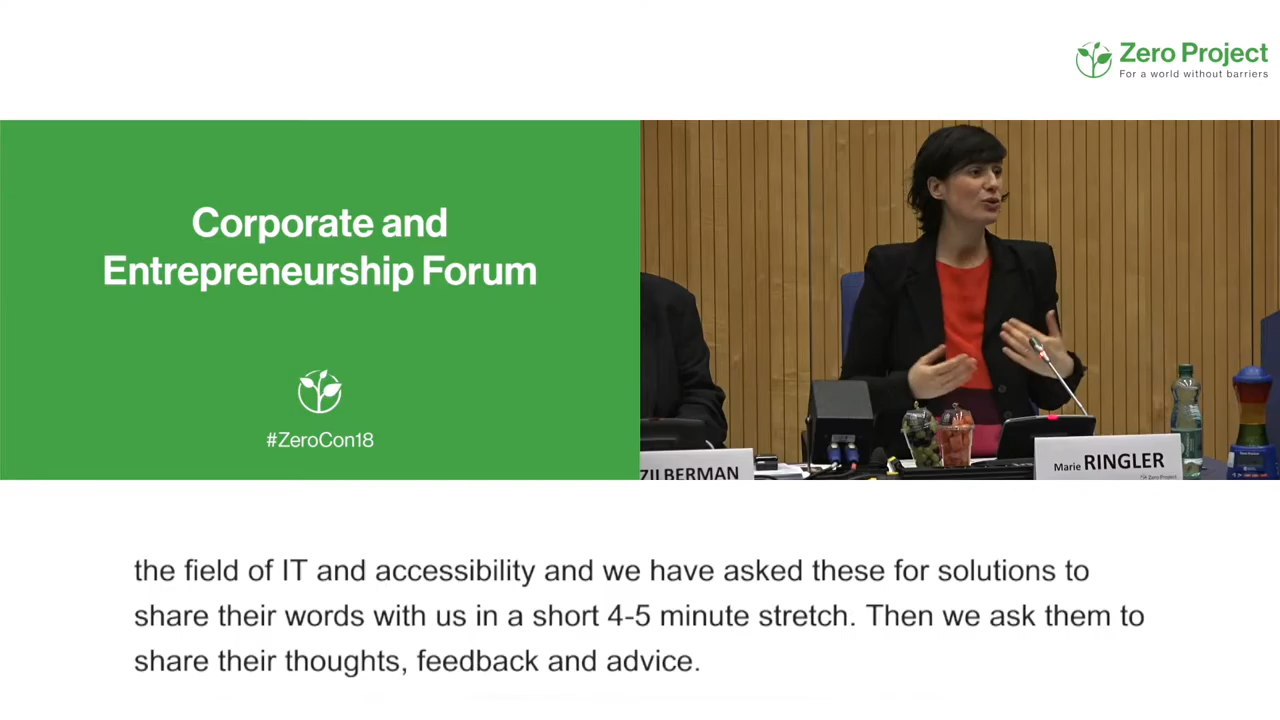 Zero Project
For a world without barriers
Corporate and
Entrepreneurship Forum
#ZeroCon18
ZILBERMAN
Marie RINGLER
Zero Project
the field of IT and accessibility and we have asked these for solutions to
share their words with us in a short 4-5 minute stretch. Then we ask them to
share their thoughts, feedback and advice.